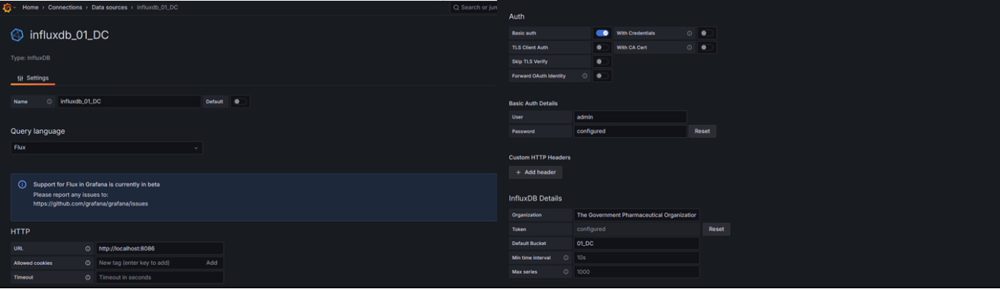 Home > Connections > Data sources > influxdb_01_DC
Search or jun
influxdb_01_DC
Type: InfluxDB
Settings
Name influxdb_01_DC Default
Query language
Flux
Support for Flux in Grafana is currently in beta
Please report any issues to:
https://github.com/grafana/grafana/issues
HTTP
URL http://localhost:8086
Allowed cookies New tag (enter key to add) Add
Timeout Timeout in seconds
Auth
Basic auth With Credentials
TLS Client Auth With CA Cert
Skip TLS Verify
Forward OAuth Identity
Basic Auth Details
User admin
Password configured Reset
Custom HTTP Headers
+ Add header
InfluxDB Details
Organization The Government Pharmaceutical Organization
Token configured Reset
Default Bucket 01_DC
Min time interval 10s
Max series 1000